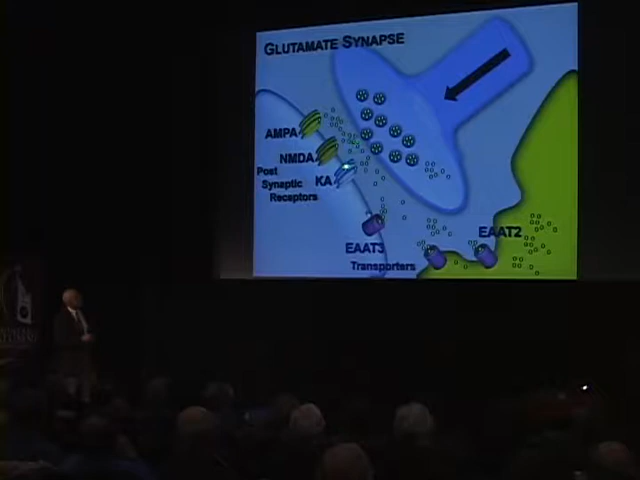 GLUTAMATE SYNAPSE
AMPA
NMDA
KA
Post
Synaptic
Receptors
EAAT3
EAAT2
Transporters